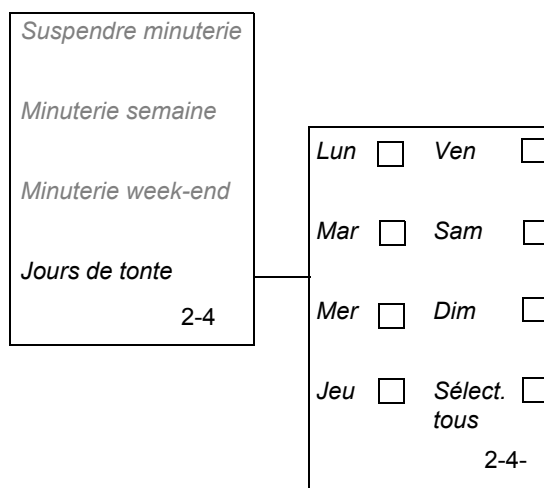 Suspendre minuterie
Minuterie semaine
Minuterie week-end
Jours de tonte
2-4
Lun Ven
Mar Sam
Mer Dim
Jeu Sélect.
tous
2-4-